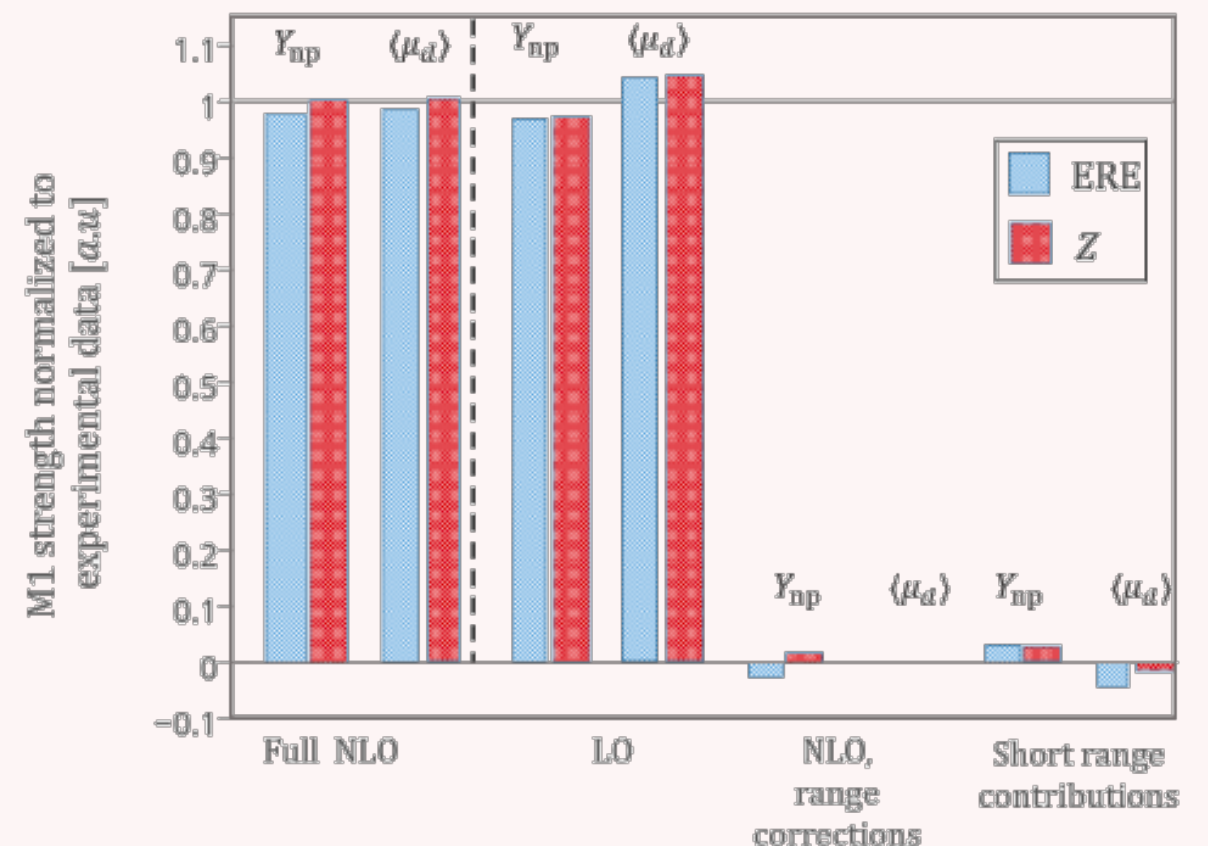 M1 strength normalized to
experimental data [a.u]
1.1
1
0.9
0.8
0.7
0.6
0.5
0.4
0.3
0.2
0.1
0
−0.1
Y_np ⟨μ_d⟩ Y_np ⟨μ_d⟩
ERE
Z
Y_np ⟨μ_d⟩ Y_np ⟨μ_d⟩
Full NLO
LO
NLO,
range
corrections
Short range
contributions